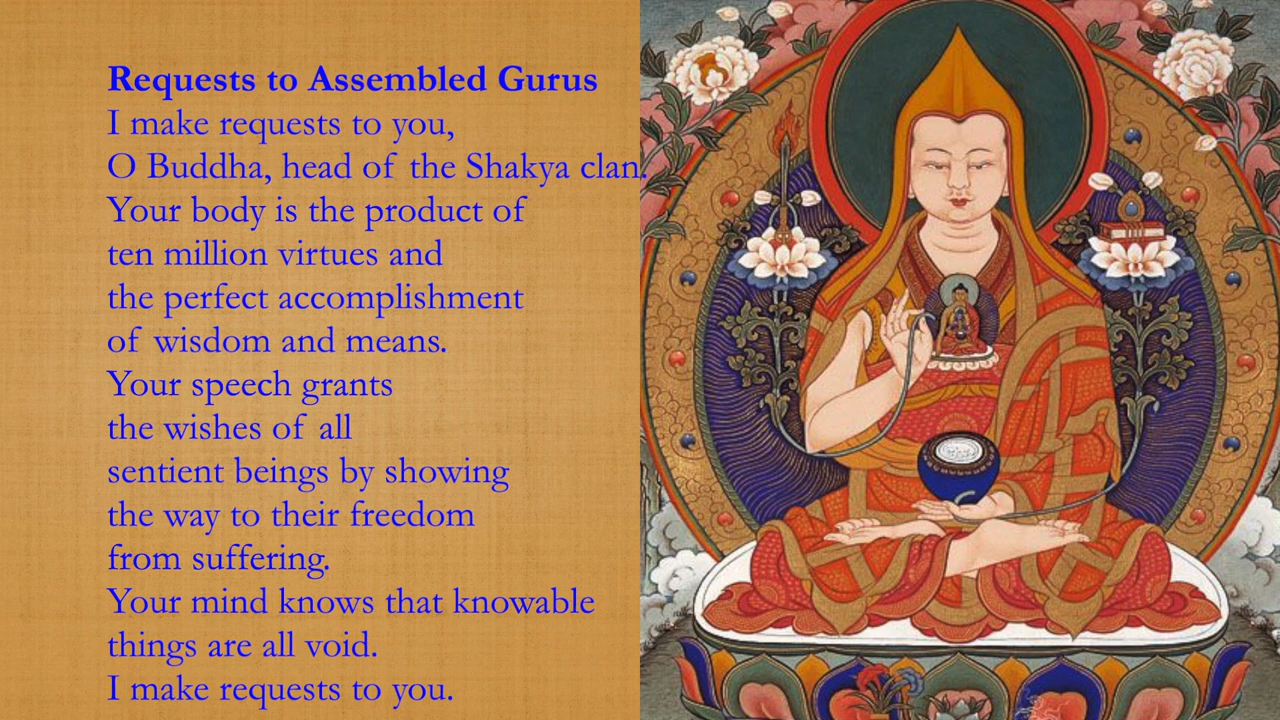 Requests to Assembled Gurus
I make requests to you,
O Buddha, head of the Shakya clan.
Your body is the product of
ten million virtues and
the perfect accomplishment
of wisdom and means.
Your speech grants
the wishes of all
sentient beings by showing
the way to their freedom
from suffering.
Your mind knows that knowable
things are all void.
I make requests to you.